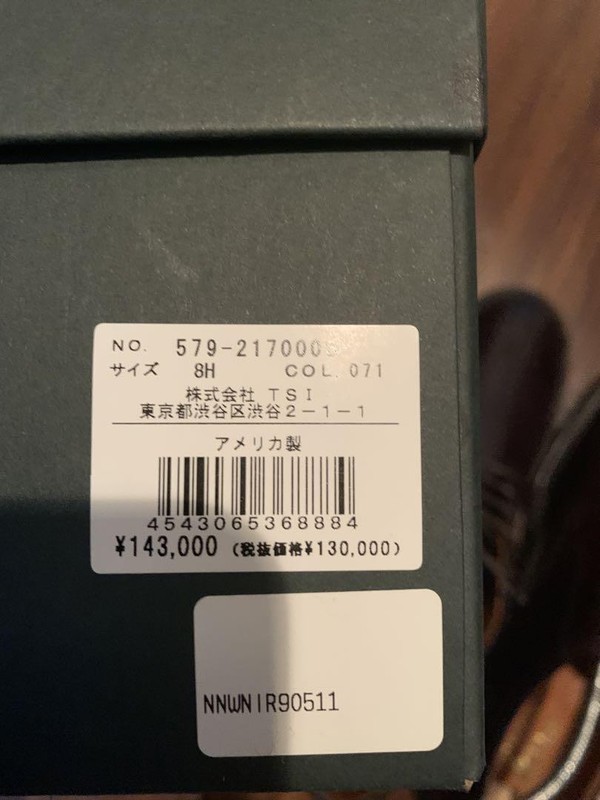 NO. 579-217000
サイズ 8H COL. 071
株式会社 TSI
東京都渋谷区渋谷2-1-1
アメリカ製
4543065368884
¥143,000 (税抜価格¥130,000)
NNWNIR90511